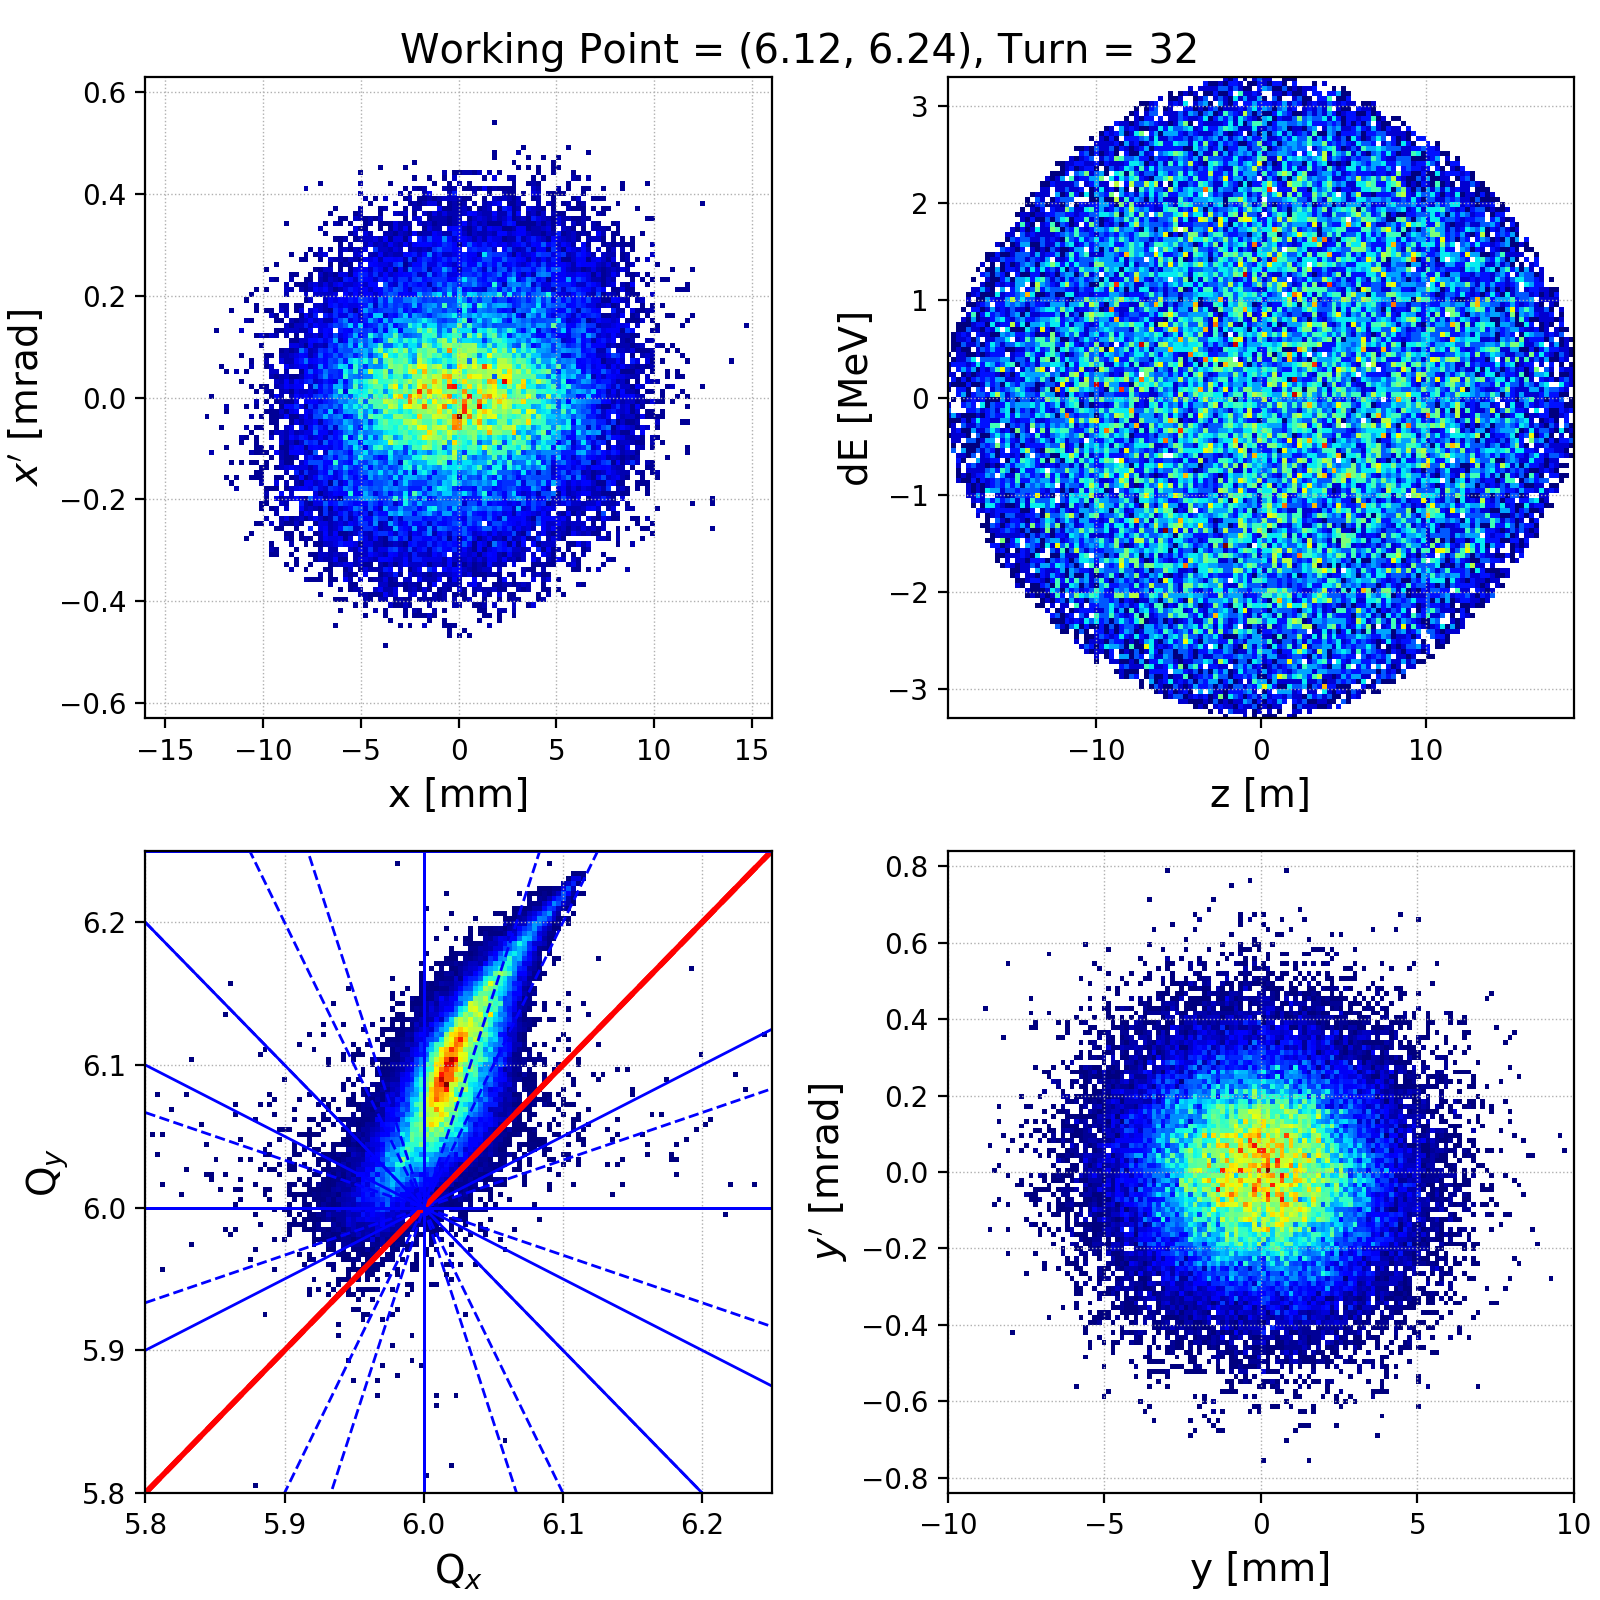 Working Point = (6.12, 6.24), Turn = 32
0.6
0.4
0.2
0.0
−0.2
−0.4
−0.6
x′ [mrad]
−15 −10 −5 0 5 10 15
x [mm]
3
2
1
0
−1
−2
−3
dE [MeV]
−10 0 10
z [m]
6.2
6.1
6.0
5.9
5.8
Qy
5.8 5.9 6.0 6.1 6.2
Qx
0.8
0.6
0.4
0.2
0.0
−0.2
−0.4
−0.6
−0.8
y′ [mrad]
−10 −5 0 5 10
y [mm]